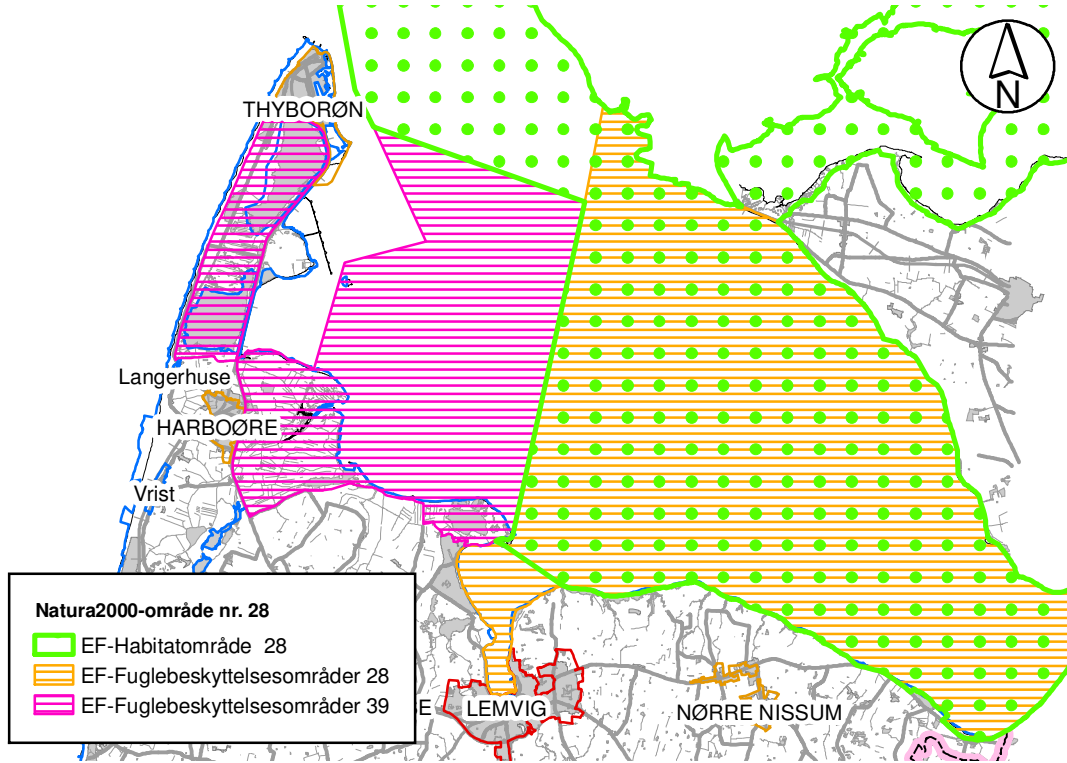 THYBORØN
N
Langerhuse
HARBOØRE
Vrist
Natura2000-område nr. 28
EF-Habitatområde 28
EF-Fuglebeskyttelsesområder 28
EF-Fuglebeskyttelsesområder 39
LEMVIG
NØRRE NISSUM